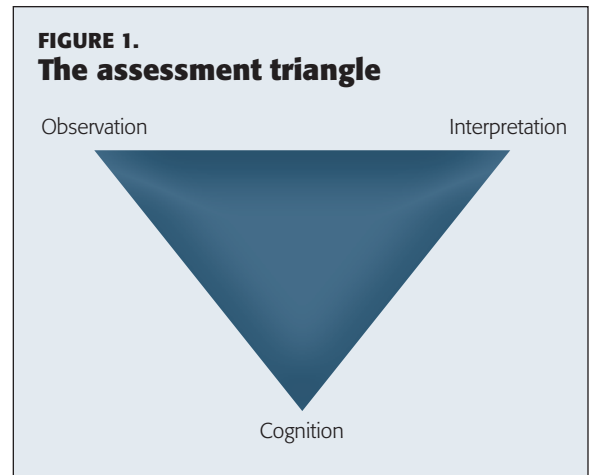 FIGURE 1.
The assessment triangle
Observation Interpretation
Cognition